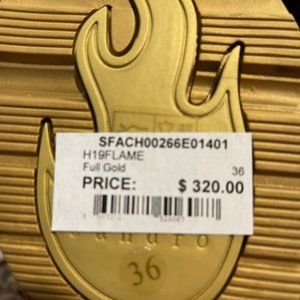 SFACH00266E01401
H19FLAME
Full Gold 36
PRICE: $ 320.00
36